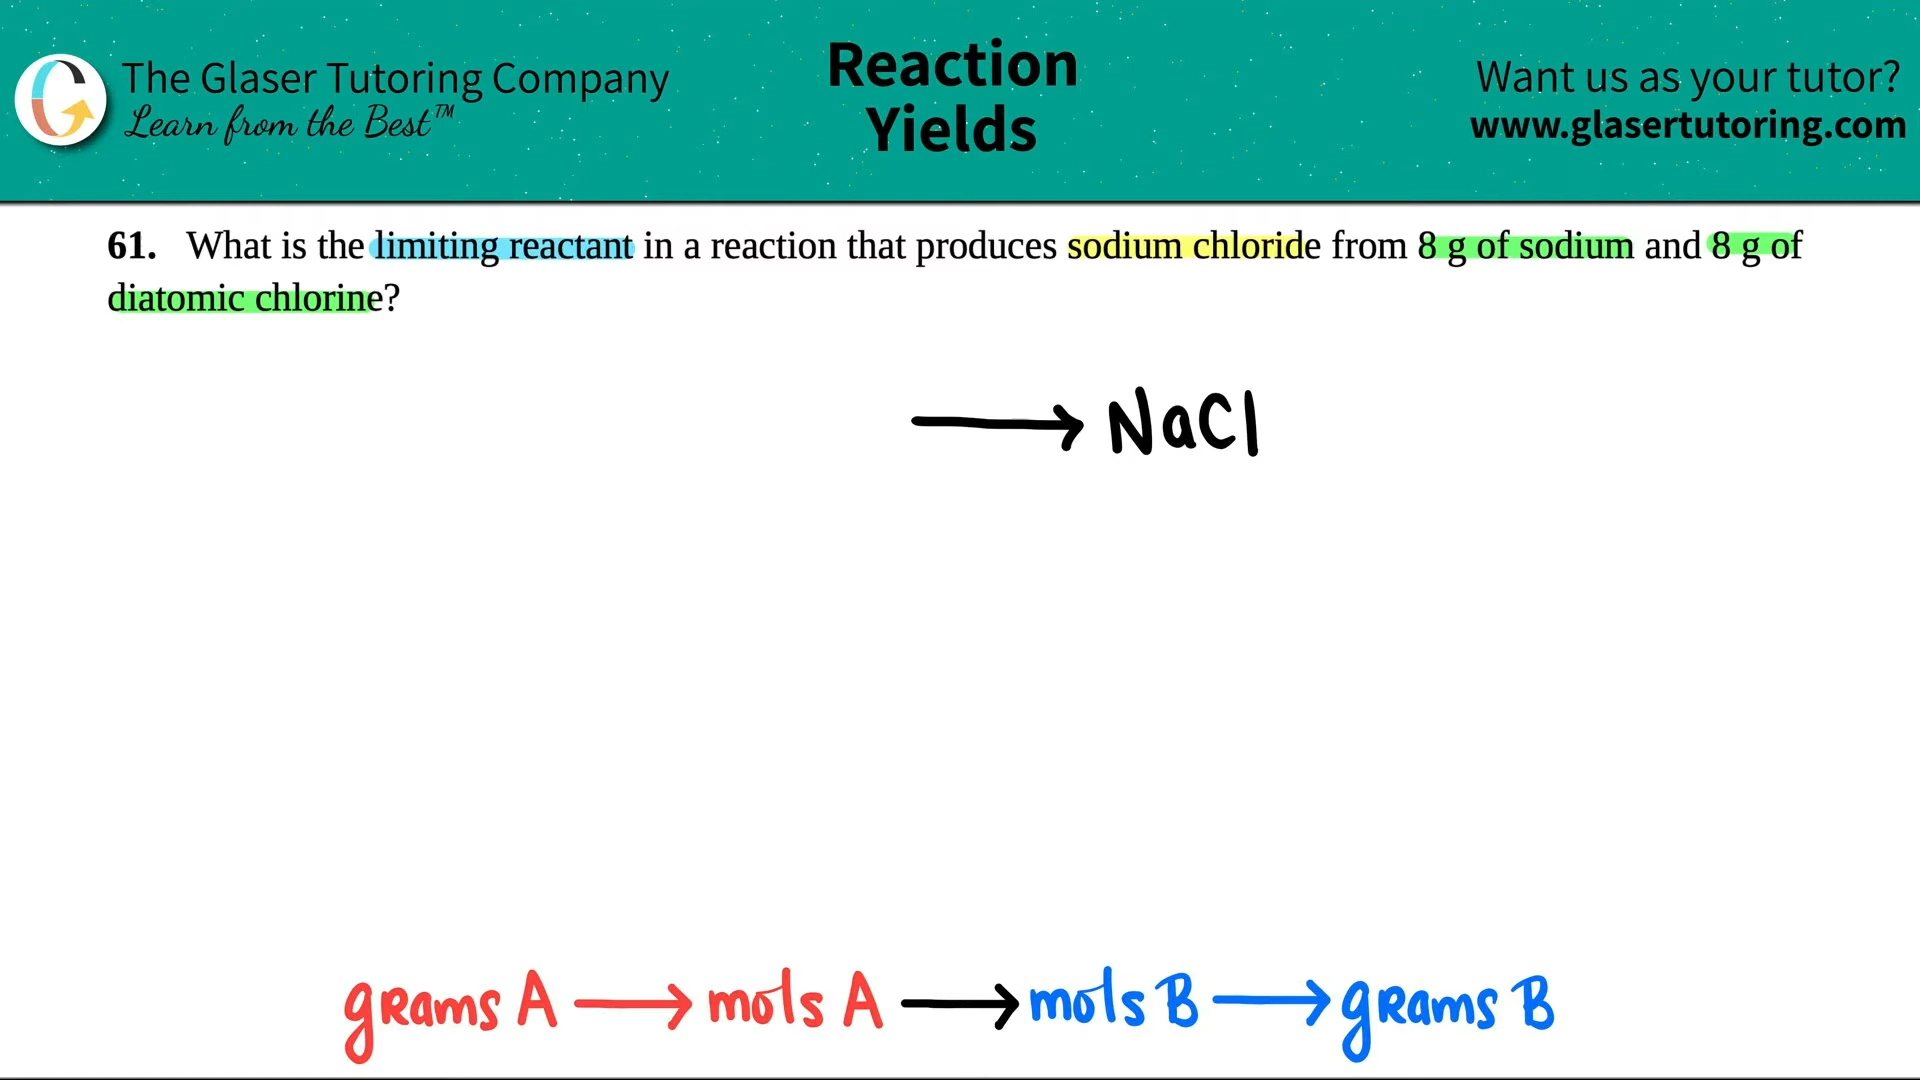 The Glaser Tutoring Company
Learn from the Best™
Reaction
Yields
Want us as your tutor?
www.glasertutoring.com
61. What is the limiting reactant in a reaction that produces sodium chloride from 8 g of sodium and 8 g of
diatomic chlorine?
⟶ NaCl
grams A ⟶ mols A ⟶ mols B ⟶ grams B